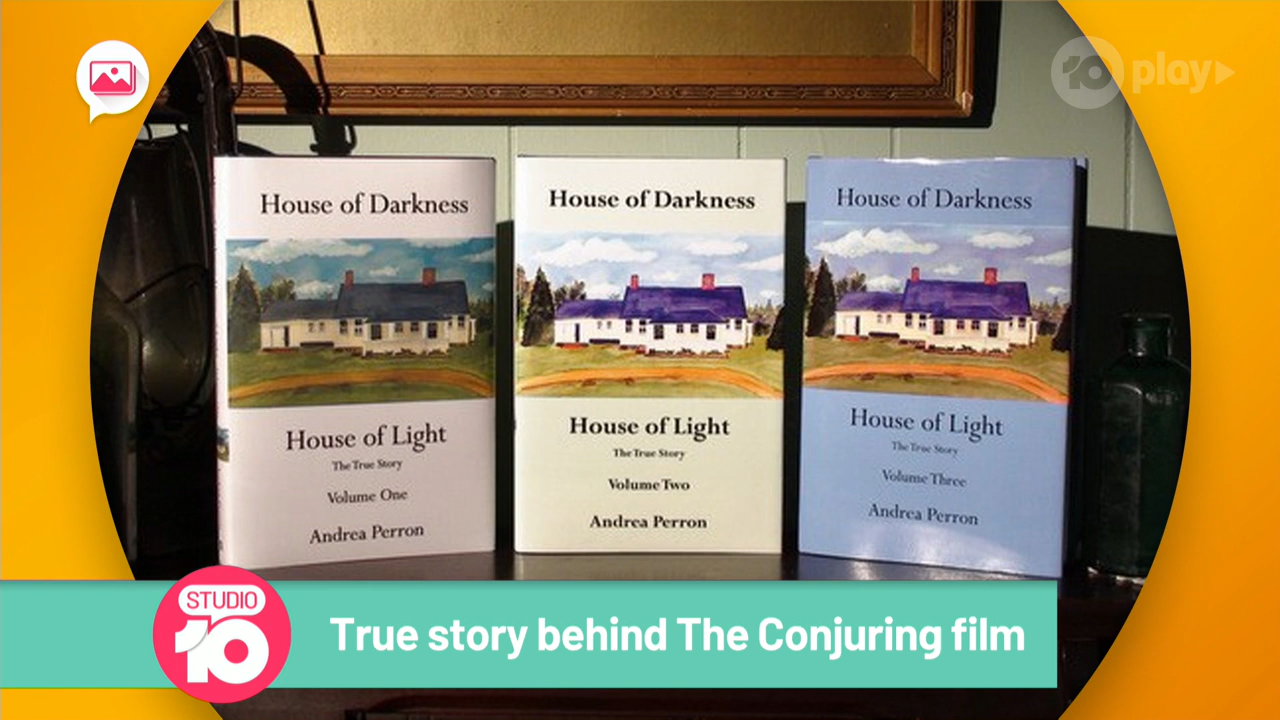 10 play
House of Darkness
House of Light
The True Story
Volume One
Andrea Perron
House of Darkness
House of Light
The True Story
Volume Two
Andrea Perron
House of Darkness
House of Light
The True Story
Volume Three
Andrea Perron
STUDIO
10
True story behind The Conjuring film